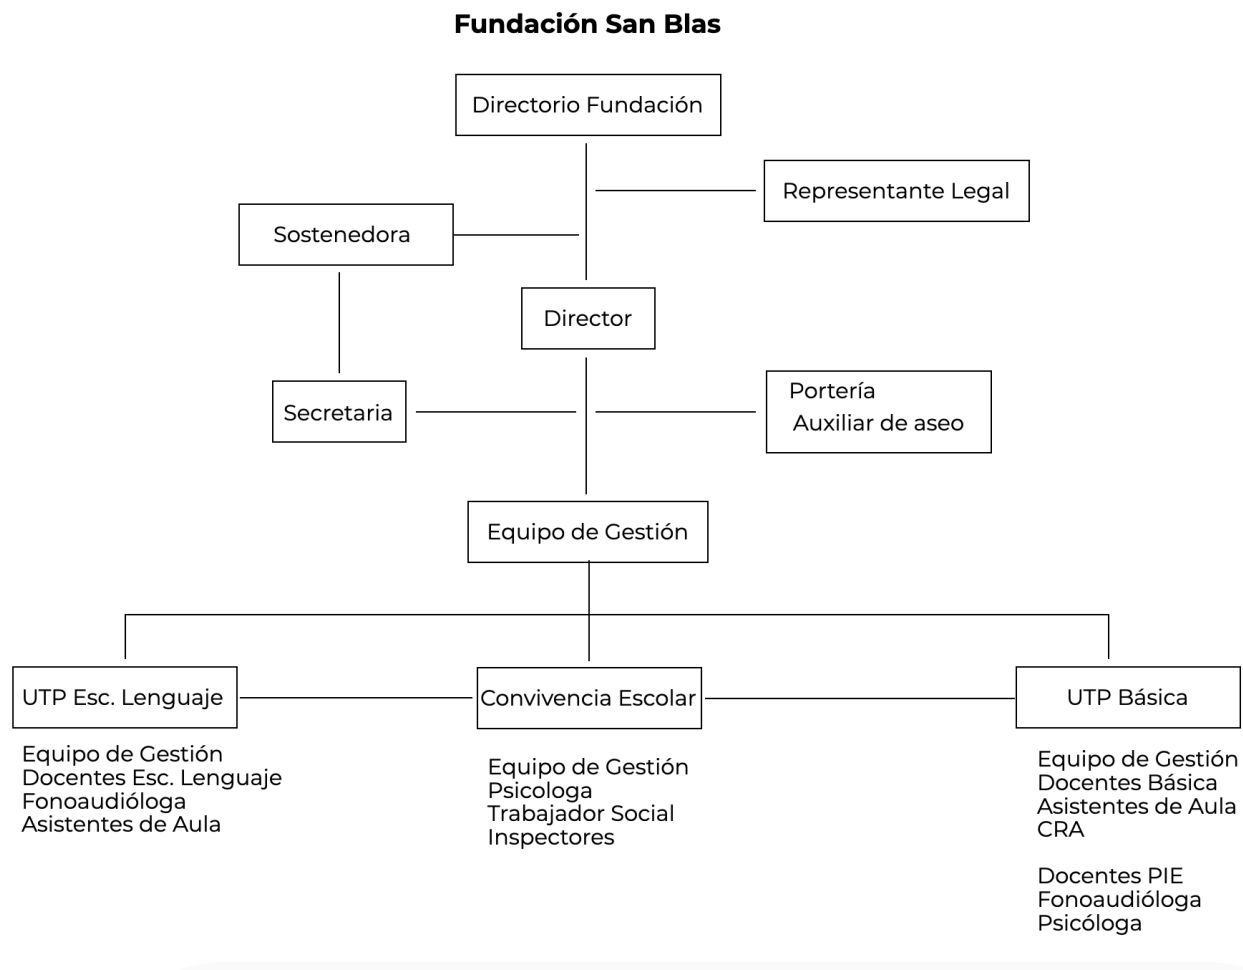 Fundación San Blas
Directorio Fundación
Representante Legal
Sostenedora
Director
Secretaria
Portería
Auxiliar de aseo
Equipo de Gestión
UTP Esc. Lenguaje
Equipo de Gestión
Docentes Esc. Lenguaje
Fonoaudióloga
Asistentes de Aula
Convivencia Escolar
Equipo de Gestión
Psicologa
Trabajador Social
Inspectores
UTP Básica
Equipo de Gestión
Docentes Básica
Asistentes de Aula
CRA
Docentes PIE
Fonoaudióloga
Psicóloga